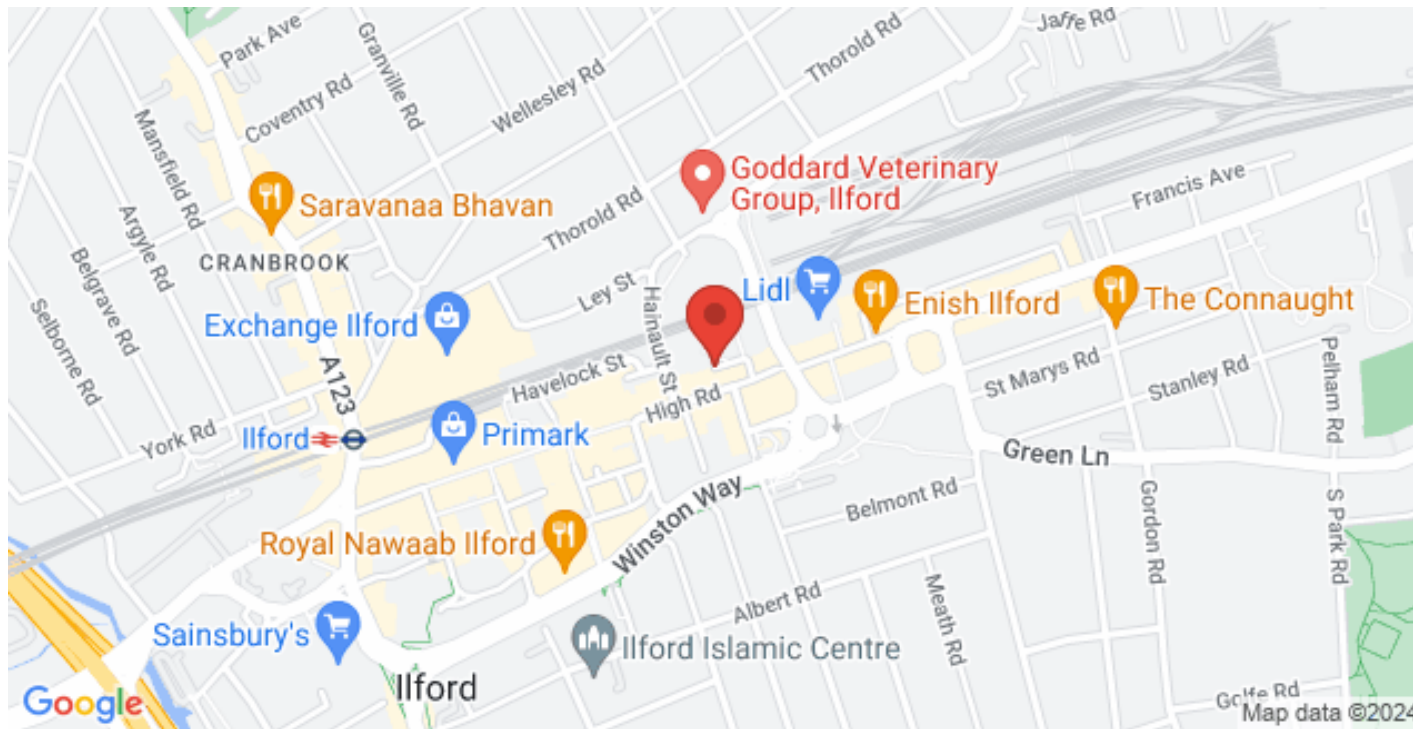 Park Ave
Granville Rd
Jaffe Rd
Thorold Rd
Coventry Rd
Wellesley Rd
Mansfield Rd
Goddard Veterinary
Group, Ilford
Francis Ave
Saravanaa Bhavan
Argyle Rd
Thorold Rd
CRANBROOK
Belgrave Rd
Ley St
Lidl
Enish Ilford
The Connaught
Selborne Rd
Exchange Ilford
Hainault St
A123
Havelock St
High Rd
St Marys Rd
Stanley Rd
Pelham Rd
York Rd
Ilford
Primark
Green Ln
Winston Way
Belmont Rd
Gordon Rd
S Park Rd
Royal Nawaab Ilford
Albert Rd
Meath Rd
Sainsbury's
Ilford Islamic Centre
Ilford
Golfe Rd
Google
Map data ©2024